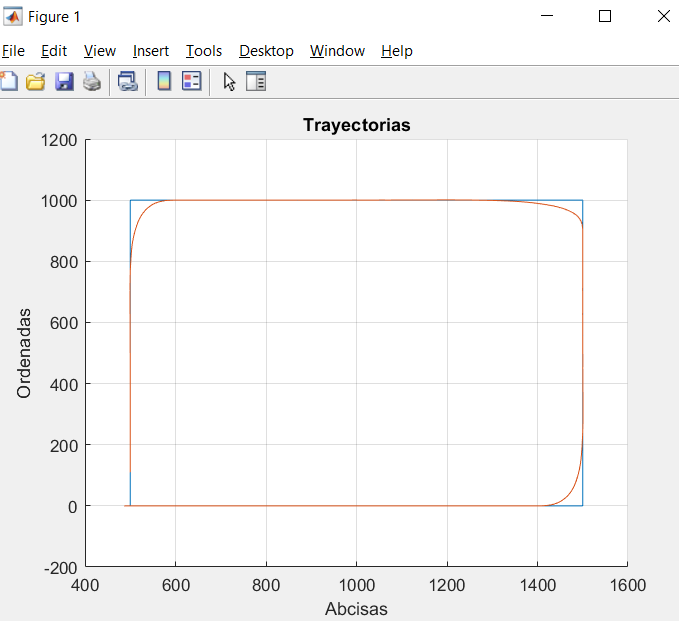 Figure 1
File Edit View Insert Tools Desktop Window Help
Trayectorias
1200
1000
800
600
400
200
0
-200
Ordenadas
400 600 800 1000 1200 1400 1600
Abcisas